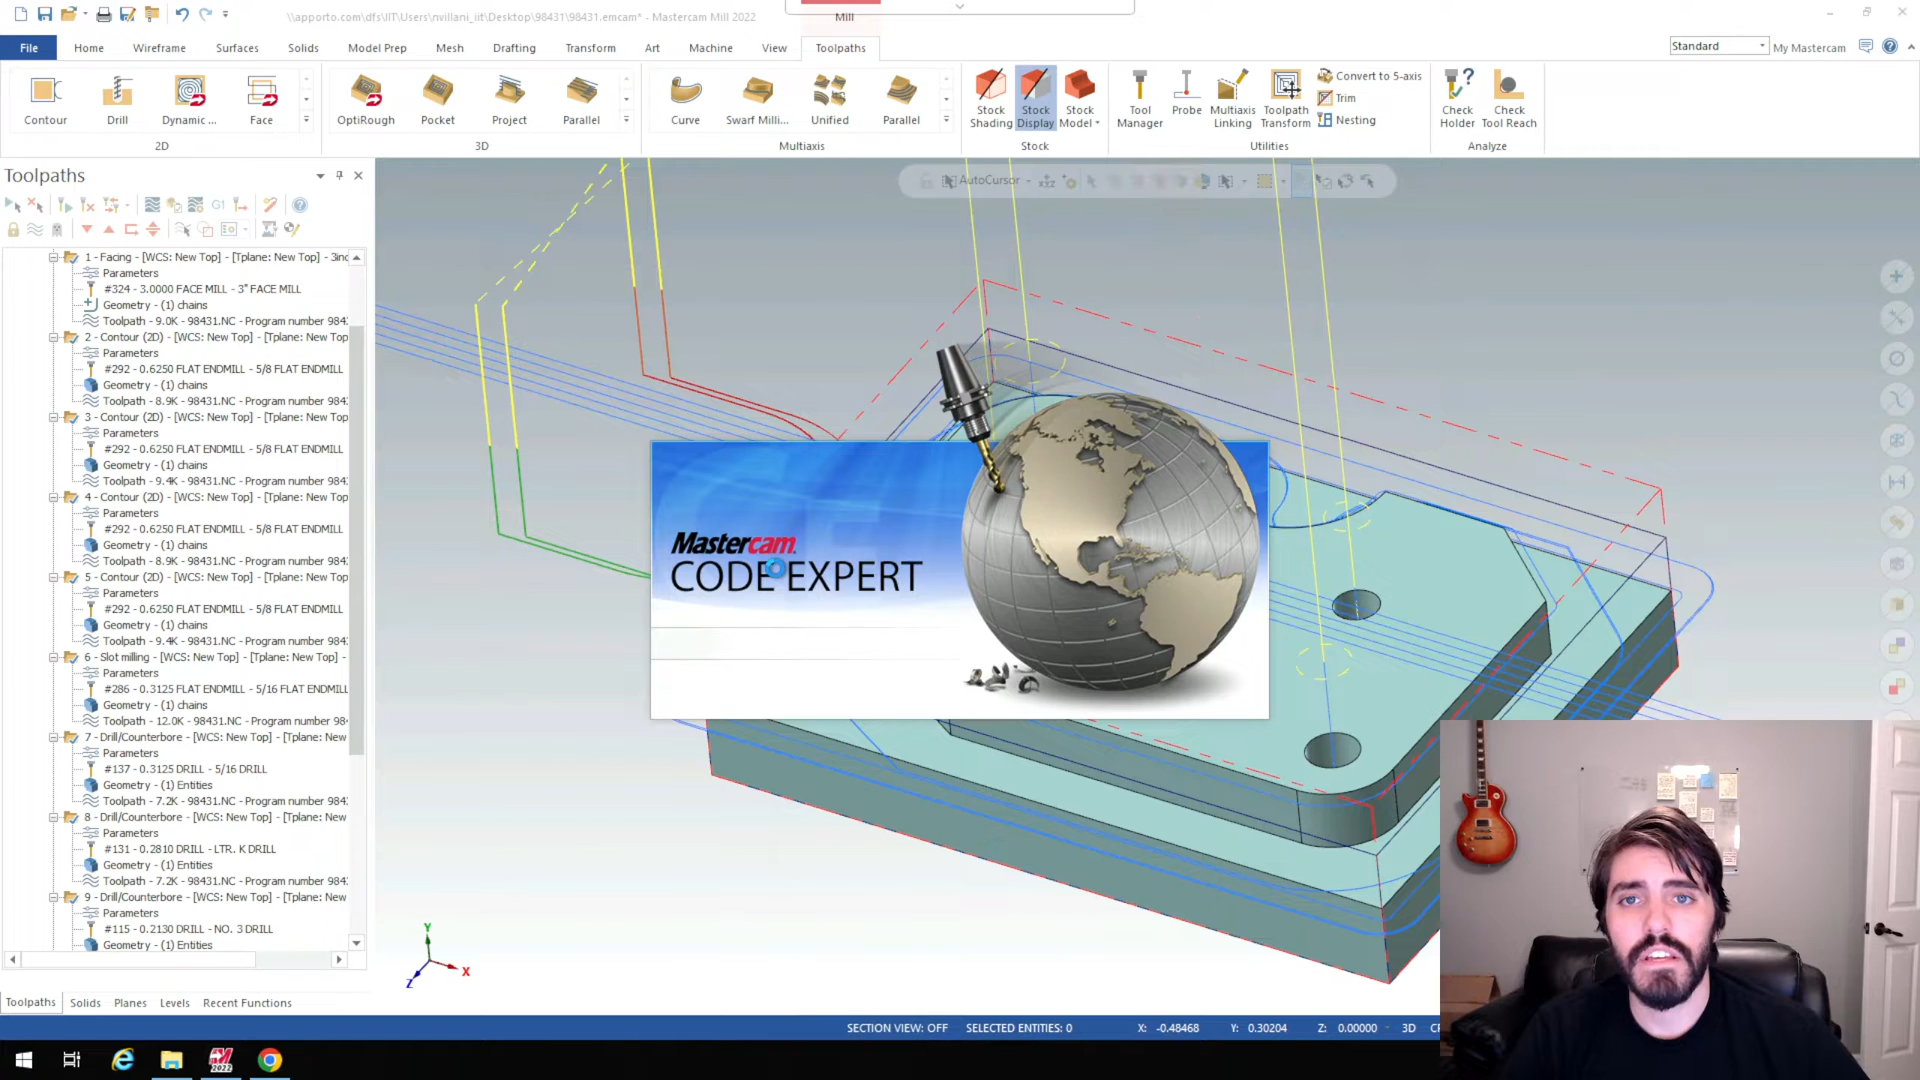 \\apporto.com\dfs\IIT\Users\nvillani_iit\Desktop\98431\98431.emcam* - Mastercam Mill 2022
Mill
File Home Wireframe Surfaces Solids Model Prep Mesh Drafting Transform Art Machine View Toolpaths
Standard My Mastercam
Contour Drill Dynamic ... Face
2D
OptiRough Pocket Project Parallel
3D
Curve Swarf Milli... Unified Parallel
Multiaxis
Stock Shading Stock Display Stock Model
Stock
Tool Manager Probe Multiaxis Linking Toolpath Transform
Convert to 5-axis
Trim
Nesting
Utilities
Check Holder Check Tool Reach
Analyze
Toolpaths
AutoCursor
G1
1 - Facing - [WCS: New Top] - [Tplane: New Top] - 3inc
Parameters
#324 - 3.0000 FACE MILL - 3" FACE MILL
Geometry - (1) chains
Toolpath - 9.0K - 98431.NC - Program number 984
2 - Contour (2D) - [WCS: New Top] - [Tplane: New Top
Parameters
#292 - 0.6250 FLAT ENDMILL - 5/8 FLAT ENDMILL
Geometry - (1) chains
Toolpath - 8.9K - 98431.NC - Program number 984
3 - Contour (2D) - [WCS: New Top] - [Tplane: New Top
Parameters
#292 - 0.6250 FLAT ENDMILL - 5/8 FLAT ENDMILL
Geometry - (1) chains
Toolpath - 9.4K - 98431.NC - Program number 984
4 - Contour (2D) - [WCS: New Top] - [Tplane: New Top
Parameters
#292 - 0.6250 FLAT ENDMILL - 5/8 FLAT ENDMILL
Geometry - (1) chains
Toolpath - 8.9K - 98431.NC - Program number 984
5 - Contour (2D) - [WCS: New Top] - [Tplane: New Top
Parameters
#292 - 0.6250 FLAT ENDMILL - 5/8 FLAT ENDMILL
Geometry - (1) chains
Toolpath - 9.4K - 98431.NC - Program number 984
6 - Slot milling - [WCS: New Top] - [Tplane: New Top] -
Parameters
#286 - 0.3125 FLAT ENDMILL - 5/16 FLAT ENDMILL
Geometry - (1) chains
Toolpath - 12.0K - 98431.NC - Program number 98
7 - Drill/Counterbore - [WCS: New Top] - [Tplane: New
Parameters
#137 - 0.3125 DRILL - 5/16 DRILL
Geometry - (1) Entities
Toolpath - 7.2K - 98431.NC - Program number 984
8 - Drill/Counterbore - [WCS: New Top] - [Tplane: New
Parameters
#131 - 0.2810 DRILL - LTR. K DRILL
Geometry - (1) Entities
Toolpath - 7.2K - 98431.NC - Program number 984
9 - Drill/Counterbore - [WCS: New Top] - [Tplane: New
Parameters
#115 - 0.2130 DRILL - NO. 3 DRILL
Geometry - (1) Entities
Mastercam
CODE EXPERT
Y
X
Z
Toolpaths Solids Planes Levels Recent Functions
SECTION VIEW: OFF SELECTED ENTITIES: 0 X: -0.48468 Y: 0.30204 Z: 0.00000 3D
2022